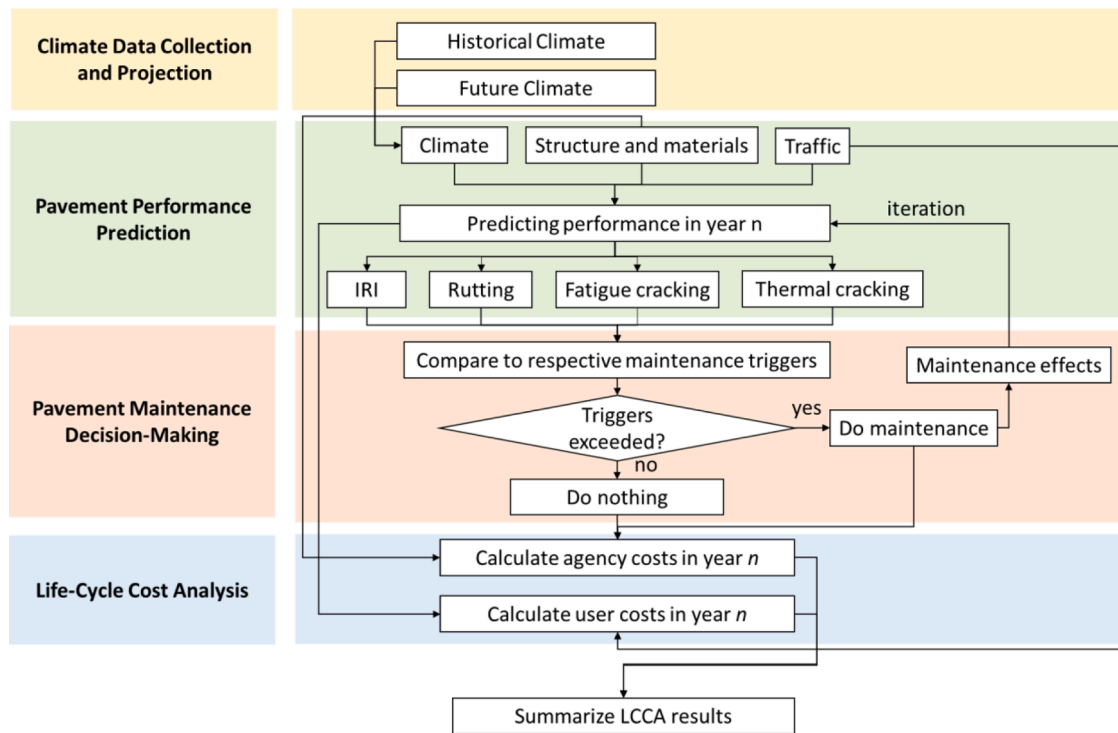 Climate Data Collection
and Projection
Historical Climate
Future Climate
Pavement Performance
Prediction
Climate
Structure and materials
Traffic
Predicting performance in year n
iteration
IRI
Rutting
Fatigue cracking
Thermal cracking
Pavement Maintenance
Decision-Making
Compare to respective maintenance triggers
Maintenance effects
Triggers
exceeded?
yes
Do maintenance
no
Do nothing
Life-Cycle Cost Analysis
Calculate agency costs in year n
Calculate user costs in year n
Summarize LCCA results